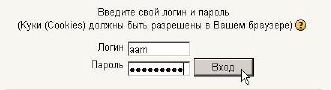 Введите свой логин и пароль
(Куки (Cookies) должны быть разрешены в Вашем браузере) ?
Логин aam
Пароль ●●●●●●●●● Вход